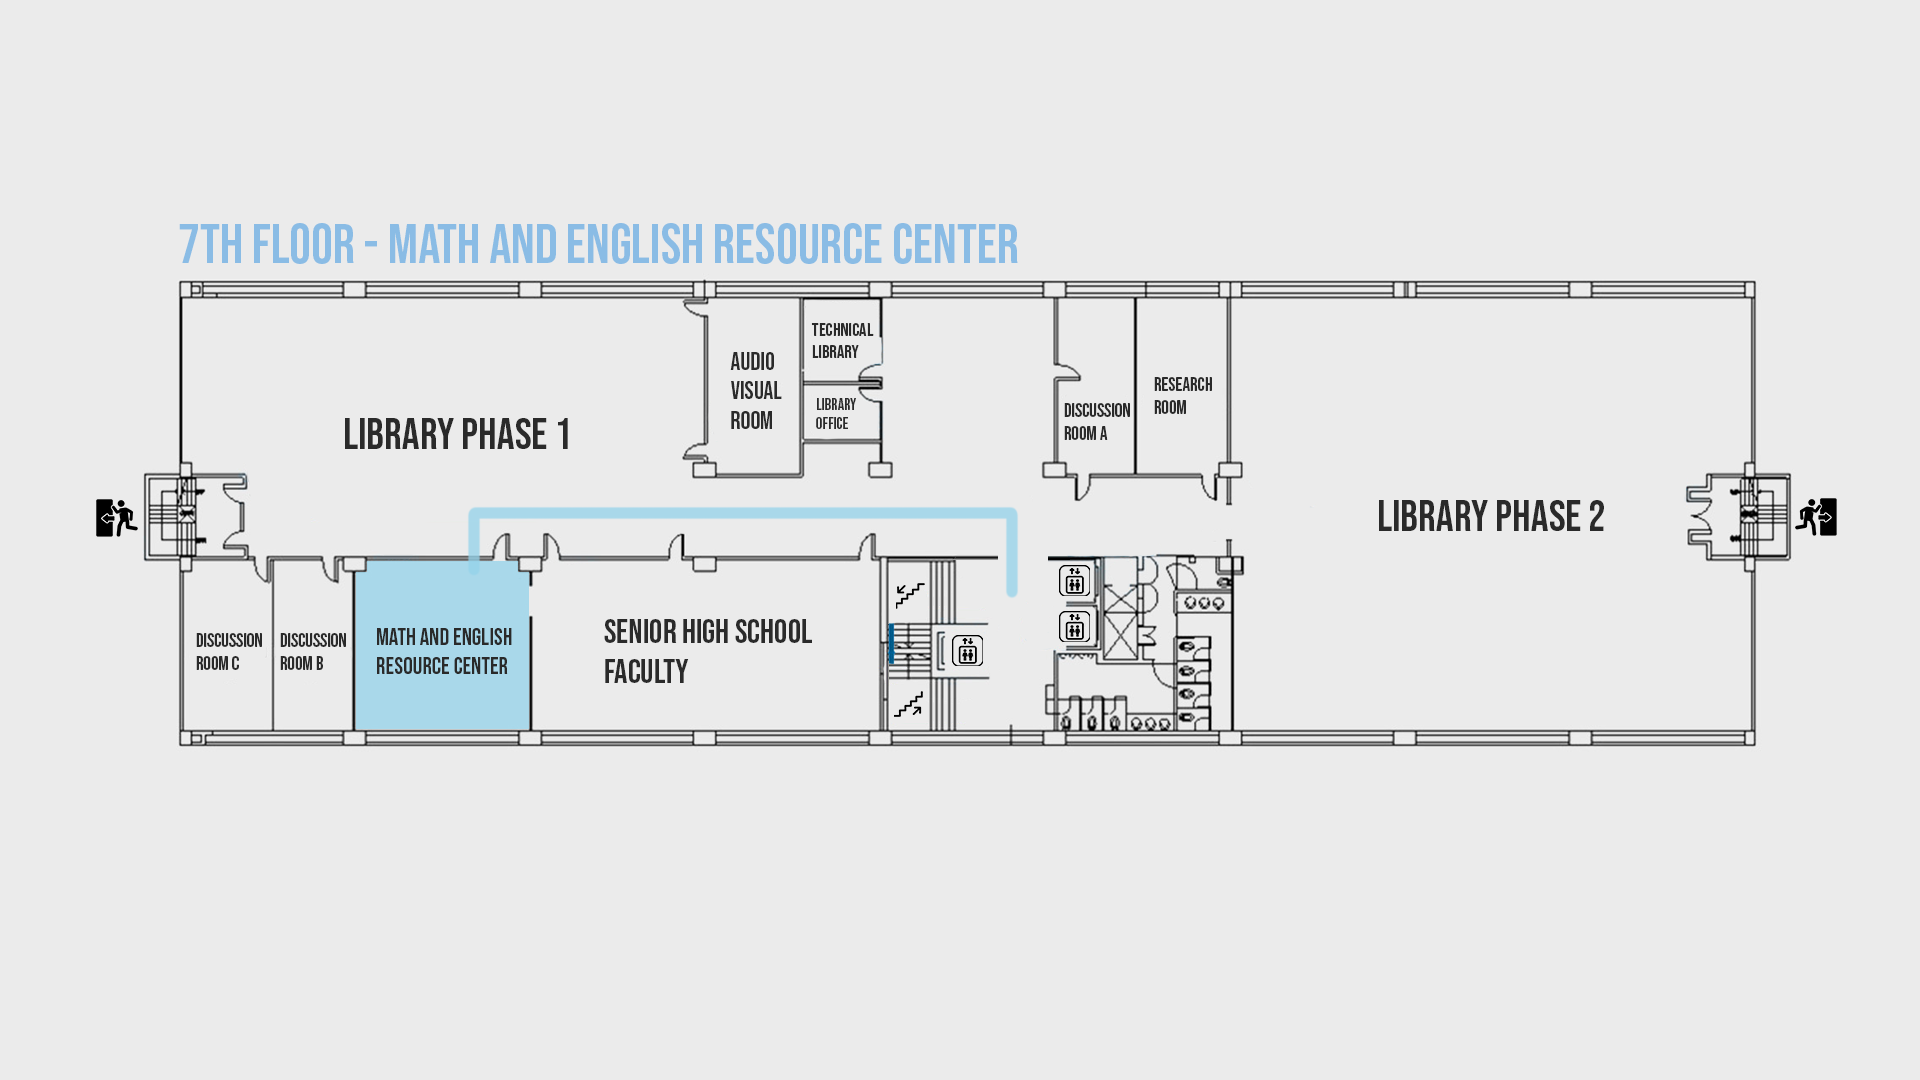 7TH FLOOR - MATH AND ENGLISH RESOURCE CENTER
LIBRARY PHASE 1
AUDIO
VISUAL
ROOM
TECHNICAL
LIBRARY
LIBRARY
OFFICE
DISCUSSION
ROOM A
RESEARCH
ROOM
LIBRARY PHASE 2
DISCUSSION
ROOM C
DISCUSSION
ROOM B
MATH AND ENGLISH
RESOURCE CENTER
SENIOR HIGH SCHOOL
FACULTY